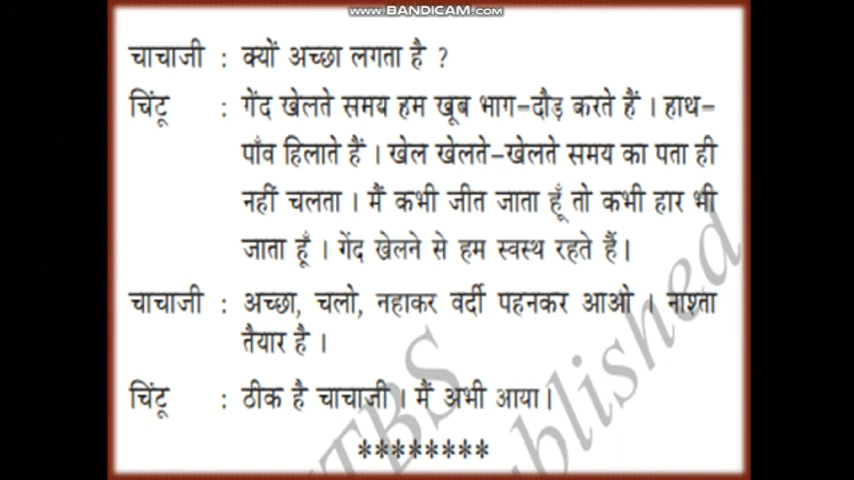 WWW.BANDICAM.COM
चाचाजी : क्यों अच्छा लगता है ?
चिंटू : गेंद खेलते समय हम खूब भाग-दौड़ करते हैं । हाथ-
पाँव हिलाते हैं । खेल खेलते-खेलते समय का पता ही
नहीं चलता । मैं कभी जीत जाता हूँ तो कभी हार भी
जाता हूँ । गेंद खेलने से हम स्वस्थ रहते हैं।
चाचाजी : अच्छा, चलो, नहाकर वर्दी पहनकर आओ । नाश्ता
तैयार है ।
चिंटू : ठीक है चाचाजी । मैं अभी आया।
********